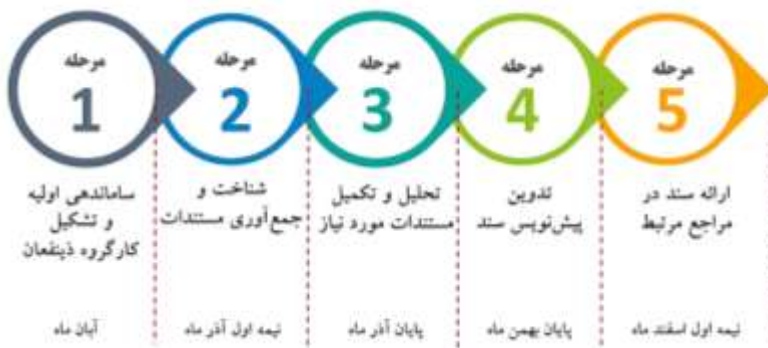 مرحله
1
ساماندهی اولیه
و تشکیل
کارگروه ذینفعان
آبان ماه
مرحله
2
شناخت و
جمع‌آوری مستندات
نیمه اول آذر ماه
مرحله
3
تحلیل و تکمیل
مستندات مورد نیاز
پایان آذر ماه
مرحله
4
تدوین
پیش‌نویس سند
پایان بهمن ماه
مرحله
5
ارائه سند در
مراجع مرتبط
نیمه اول اسفند ماه